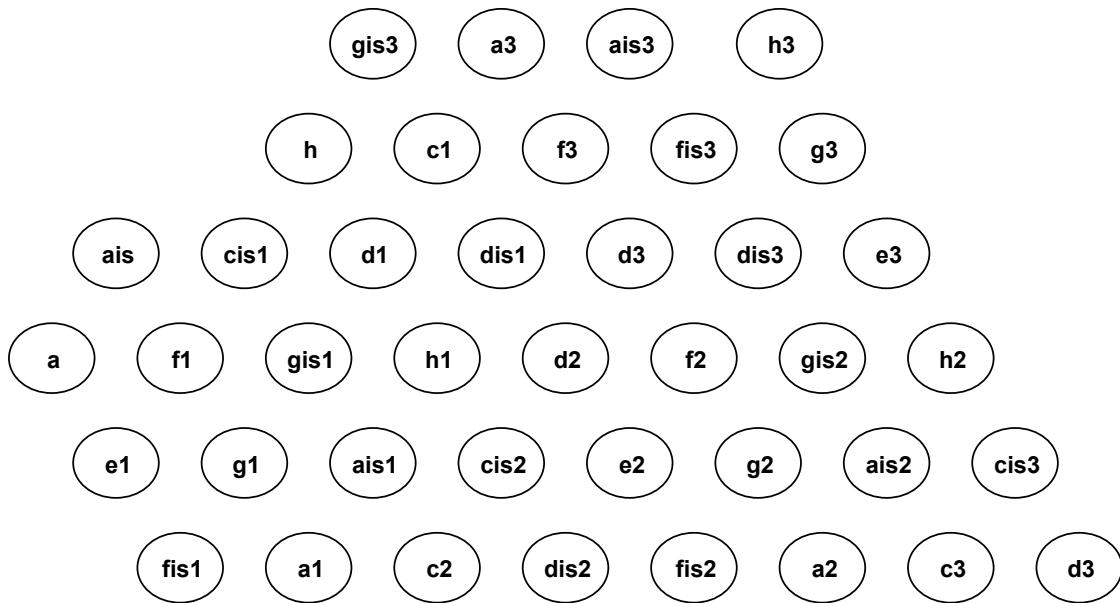 gis3 a3 ais3 h3
h c1 f3 fis3 g3
ais cis1 d1 dis1 d3 dis3 e3
a f1 gis1 h1 d2 f2 gis2 h2
e1 g1 ais1 cis2 e2 g2 ais2 cis3
fis1 a1 c2 dis2 fis2 a2 c3 d3